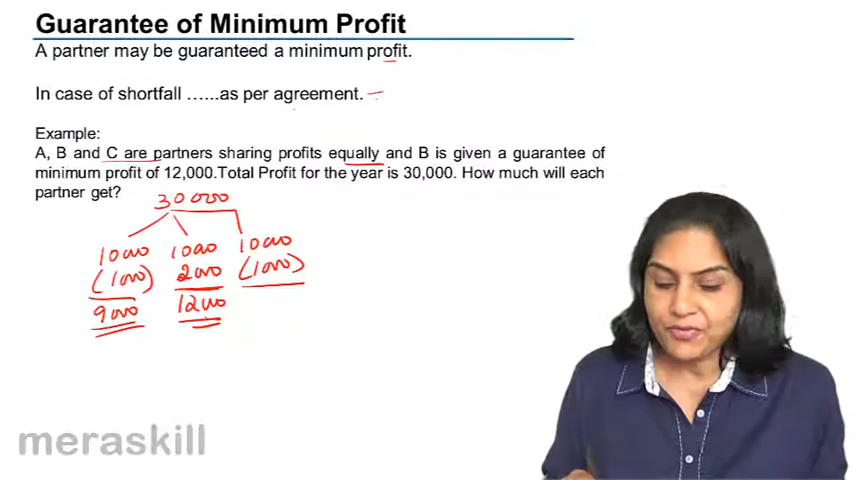 Guarantee of Minimum Profit
A partner may be guaranteed a minimum profit.
In case of shortfall ......as per agreement.
Example:
A, B and C are partners sharing profits equally and B is given a guarantee of
minimum profit of 12,000.Total Profit for the year is 30,000. How much will each
partner get?
30000
10000 10000 10000
(1000) 2000 (1000)
9000 12000
meraskill